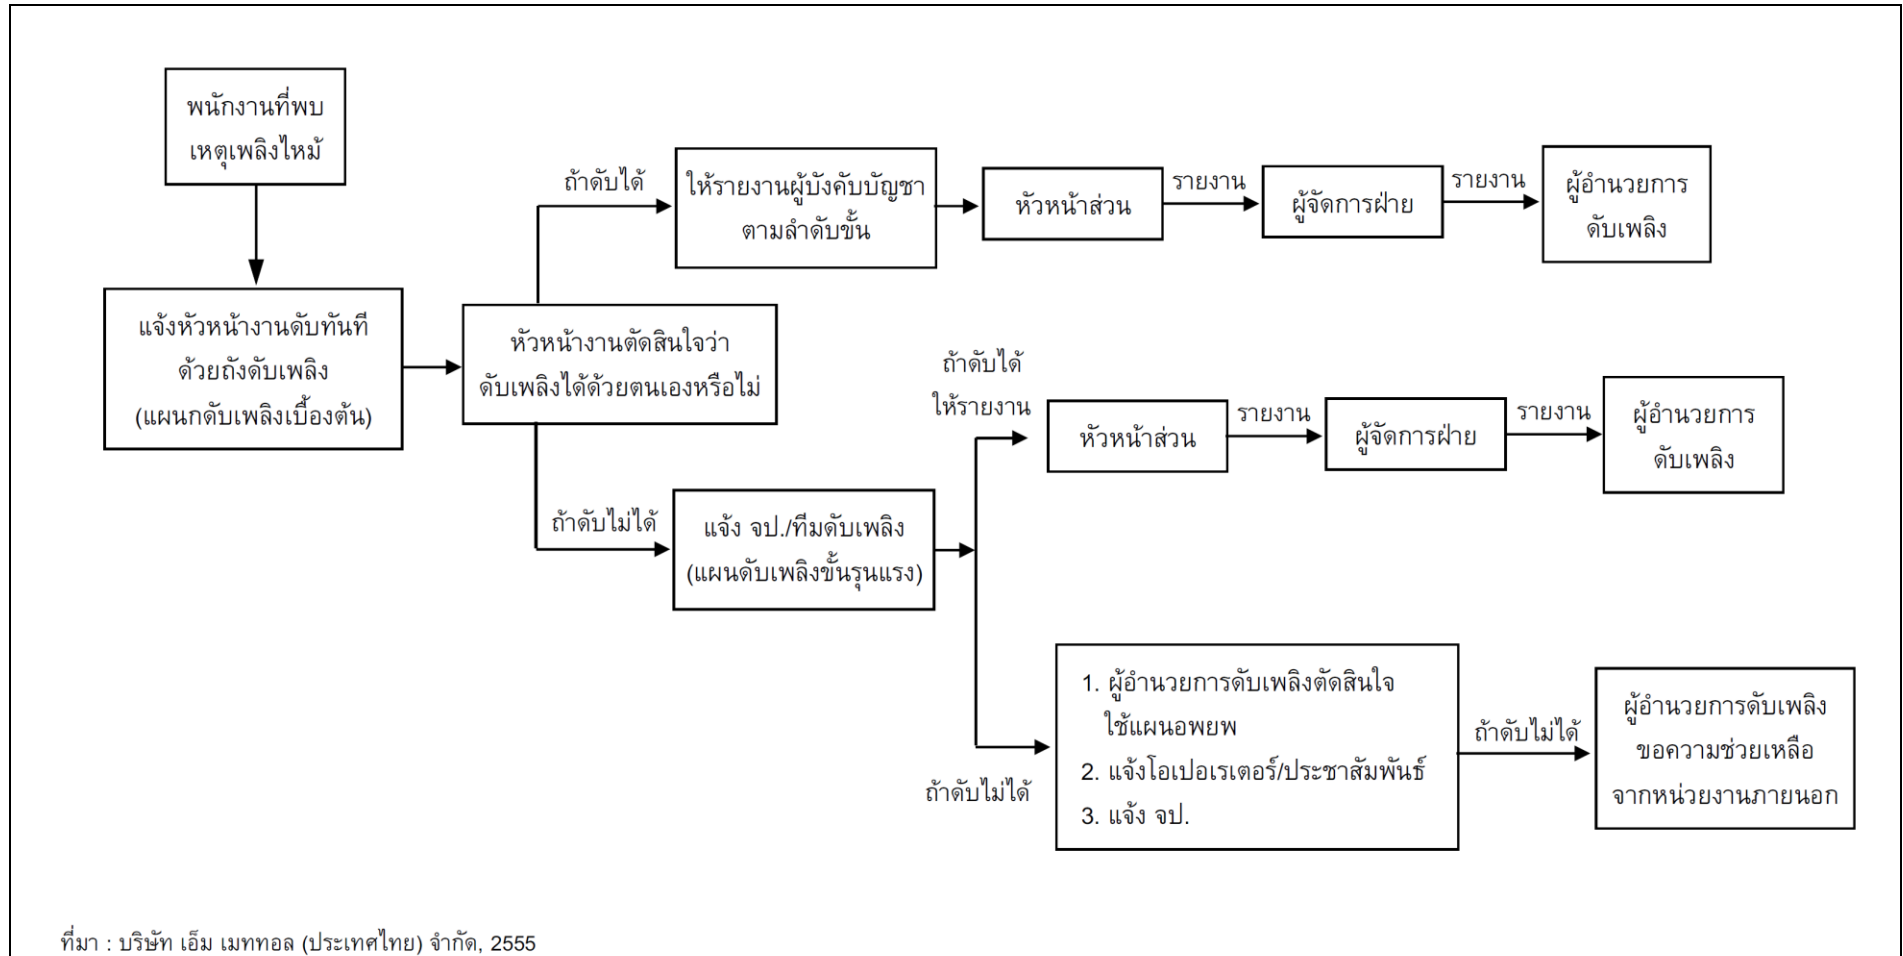 พนักงานที่พบ
เหตุเพลิงไหม้
แจ้งหัวหน้างานดับทันที
ด้วยถังดับเพลิง
(แผนกดับเพลิงเบื้องต้น)
หัวหน้างานตัดสินใจว่า
ดับเพลิงได้ด้วยตนเองหรือไม่
ถ้าดับได้
ให้รายงานผู้บังคับบัญชา
ตามลำดับขั้น
หัวหน้าส่วน
รายงาน
ผู้จัดการฝ่าย
รายงาน
ผู้อำนวยการ
ดับเพลิง
ถ้าดับไม่ได้
แจ้ง จป./ทีมดับเพลิง
(แผนดับเพลิงขั้นรุนแรง)
ถ้าดับได้
ให้รายงาน
หัวหน้าส่วน
รายงาน
ผู้จัดการฝ่าย
รายงาน
ผู้อำนวยการ
ดับเพลิง
ถ้าดับไม่ได้
1. ผู้อำนวยการดับเพลิงตัดสินใจ
ใช้แผนอพยพ
2. แจ้งโอเปอเรเตอร์/ประชาสัมพันธ์
3. แจ้ง จป.
ถ้าดับไม่ได้
ผู้อำนวยการดับเพลิง
ขอความช่วยเหลือ
จากหน่วยงานภายนอก
ที่มา : บริษัท เอ็ม เมททอล (ประเทศไทย) จำกัด, 2555